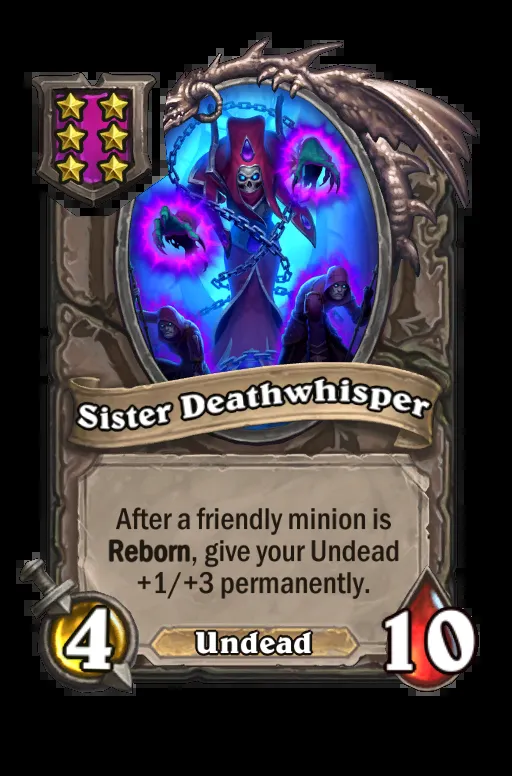 Sister Deathwhisper
After a friendly minion is
Reborn, give your Undead
+1/+3 permanently.
4
Undead
10